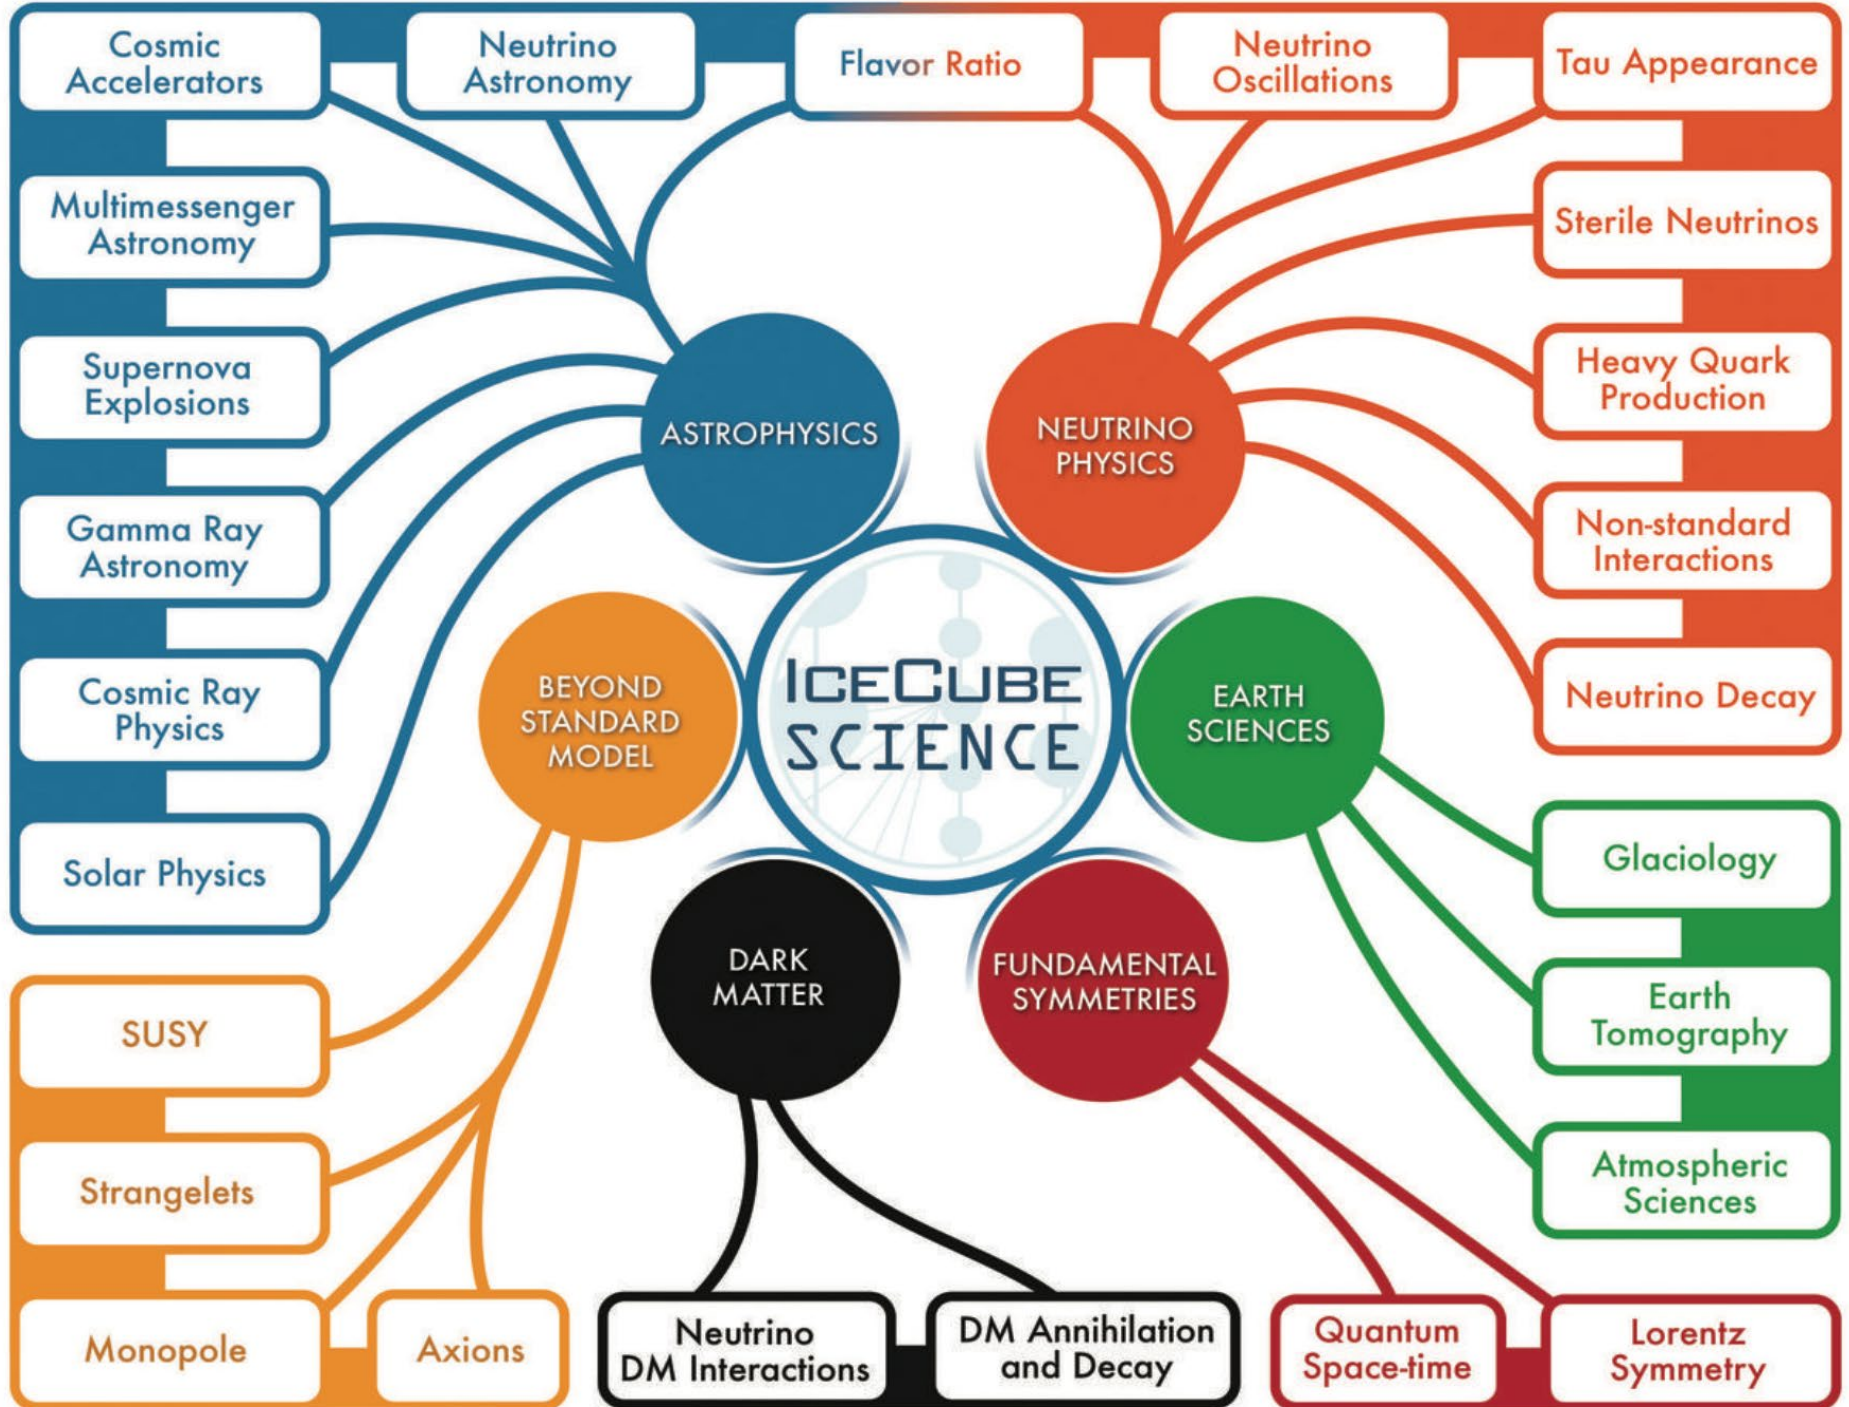 Cosmic
Accelerators
Neutrino
Astronomy
Flavor Ratio
Neutrino
Oscillations
Tau Appearance
Multimessenger
Astronomy
Sterile Neutrinos
Supernova
Explosions
Heavy Quark
Production
ASTROPHYSICS
NEUTRINO
PHYSICS
Gamma Ray
Astronomy
Non-standard
Interactions
Cosmic Ray
Physics
BEYOND
STANDARD
MODEL
ICECUBE
SCIENCE
EARTH
SCIENCES
Neutrino Decay
Solar Physics
Glaciology
DARK
MATTER
FUNDAMENTAL
SYMMETRIES
SUSY
Earth
Tomography
Strangelets
Atmospheric
Sciences
Monopole
Axions
Neutrino
DM Interactions
DM Annihilation
and Decay
Quantum
Space-time
Lorentz
Symmetry